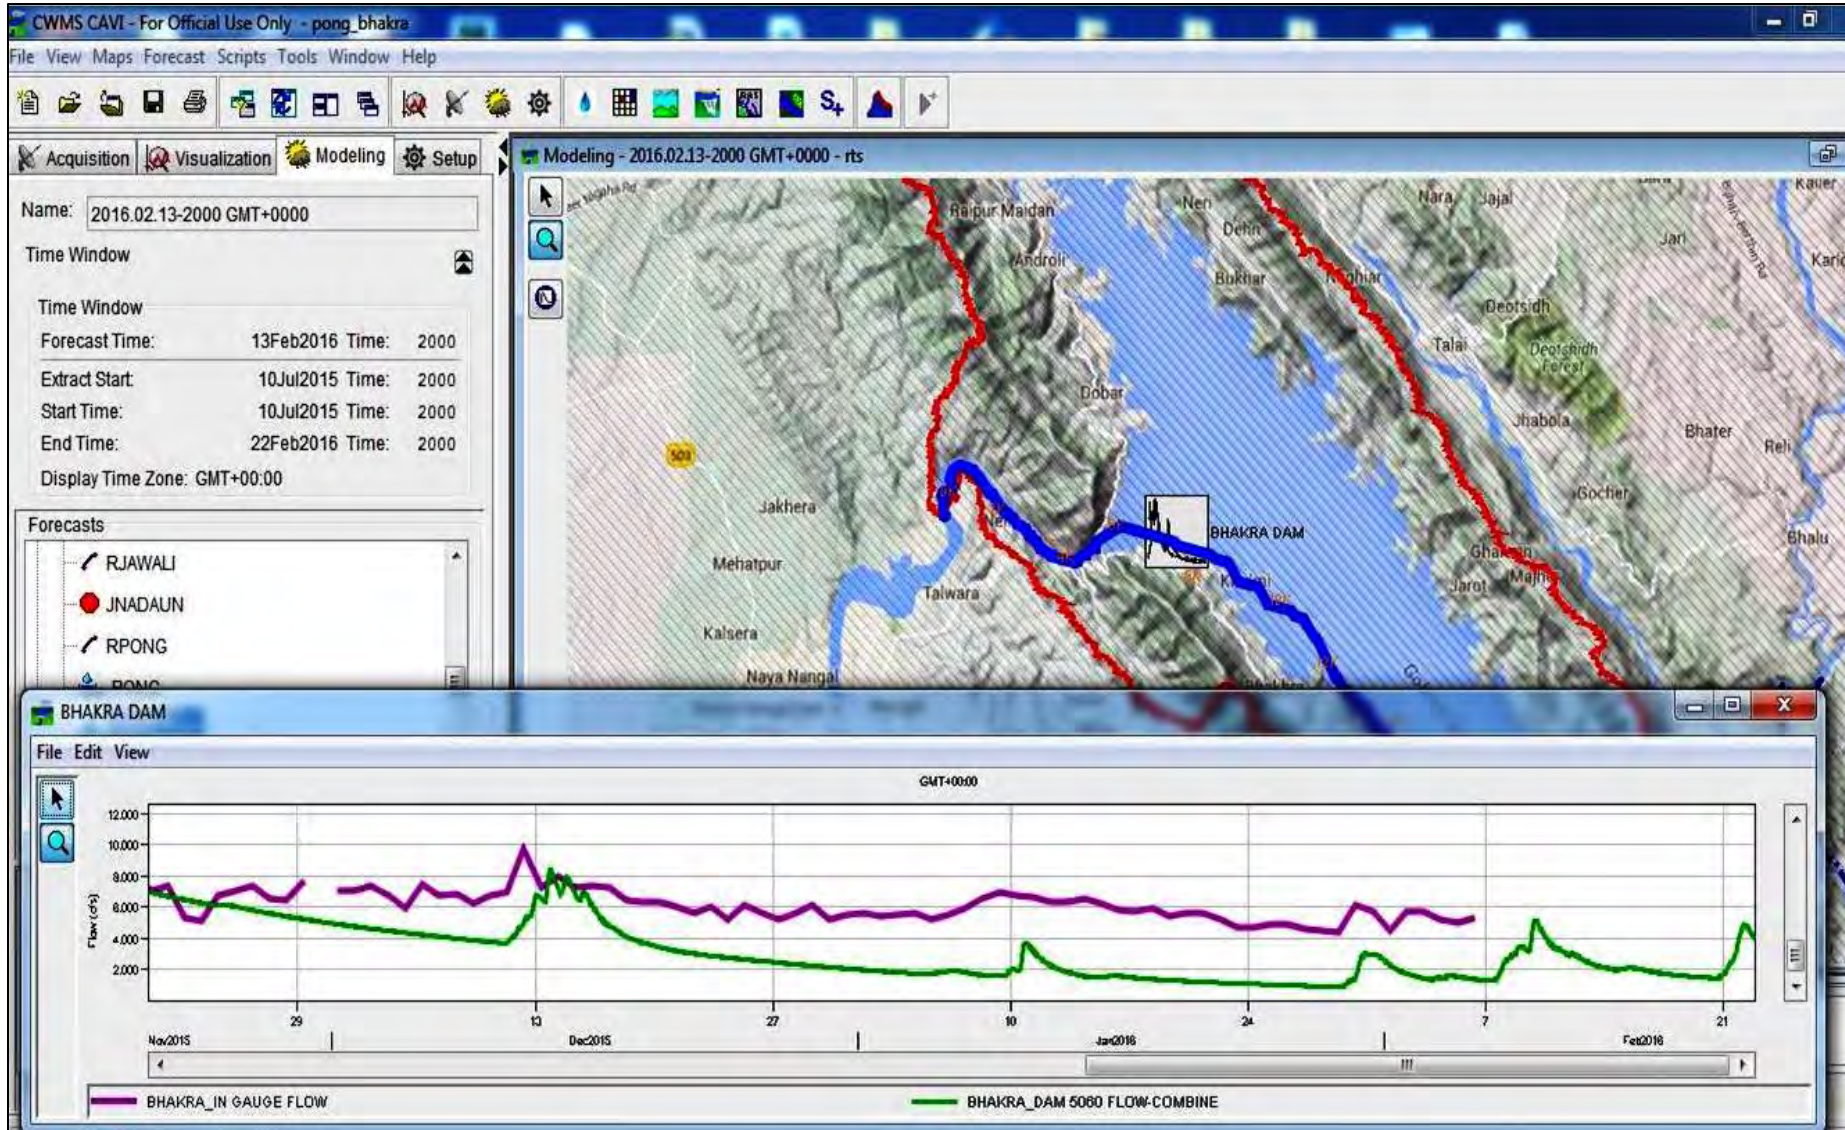 CWMS CAVI - For Official Use Only - pong_bhakra
File View Maps Forecast Scripts Tools Window Help
Acquisition Visualization Modeling Setup
Name: 2016.02.13-2000 GMT+0000
Time Window
Time Window
Forecast Time: 13Feb2016 Time: 2000
Extract Start: 10Jul2015 Time: 2000
Start Time: 10Jul2015 Time: 2000
End Time: 22Feb2016 Time: 2000
Display Time Zone: GMT+00:00
Forecasts
RJAWALI
JNADAUN
RPONG
PONG
Modeling - 2016.02.13-2000 GMT+0000 - rts
Raipur Maidan
Neri
Nara
Jajal
Dehri
Jari
Androli
Bukhar
Deotsidh
Talai
Deotshidh
Forest
Dobar
Jhabola
Bhater
Reli
503
Jakhera
Gocher
BHAKRA DAM
Bhalu
Mehatpur
Jarot
Talwara
Kalsera
Naya Nangal
BHAKRA DAM
File Edit View
GMT+00:00
Flow (cfs)
12,000
10,000
8,000
6,000
4,000
2,000
29 13 27 10 24 7 21
Nov2015 Dec2015 Jan2016 Feb2016
BHAKRA_IN GAUGE FLOW
BHAKRA_DAM 5060 FLOW-COMBINE